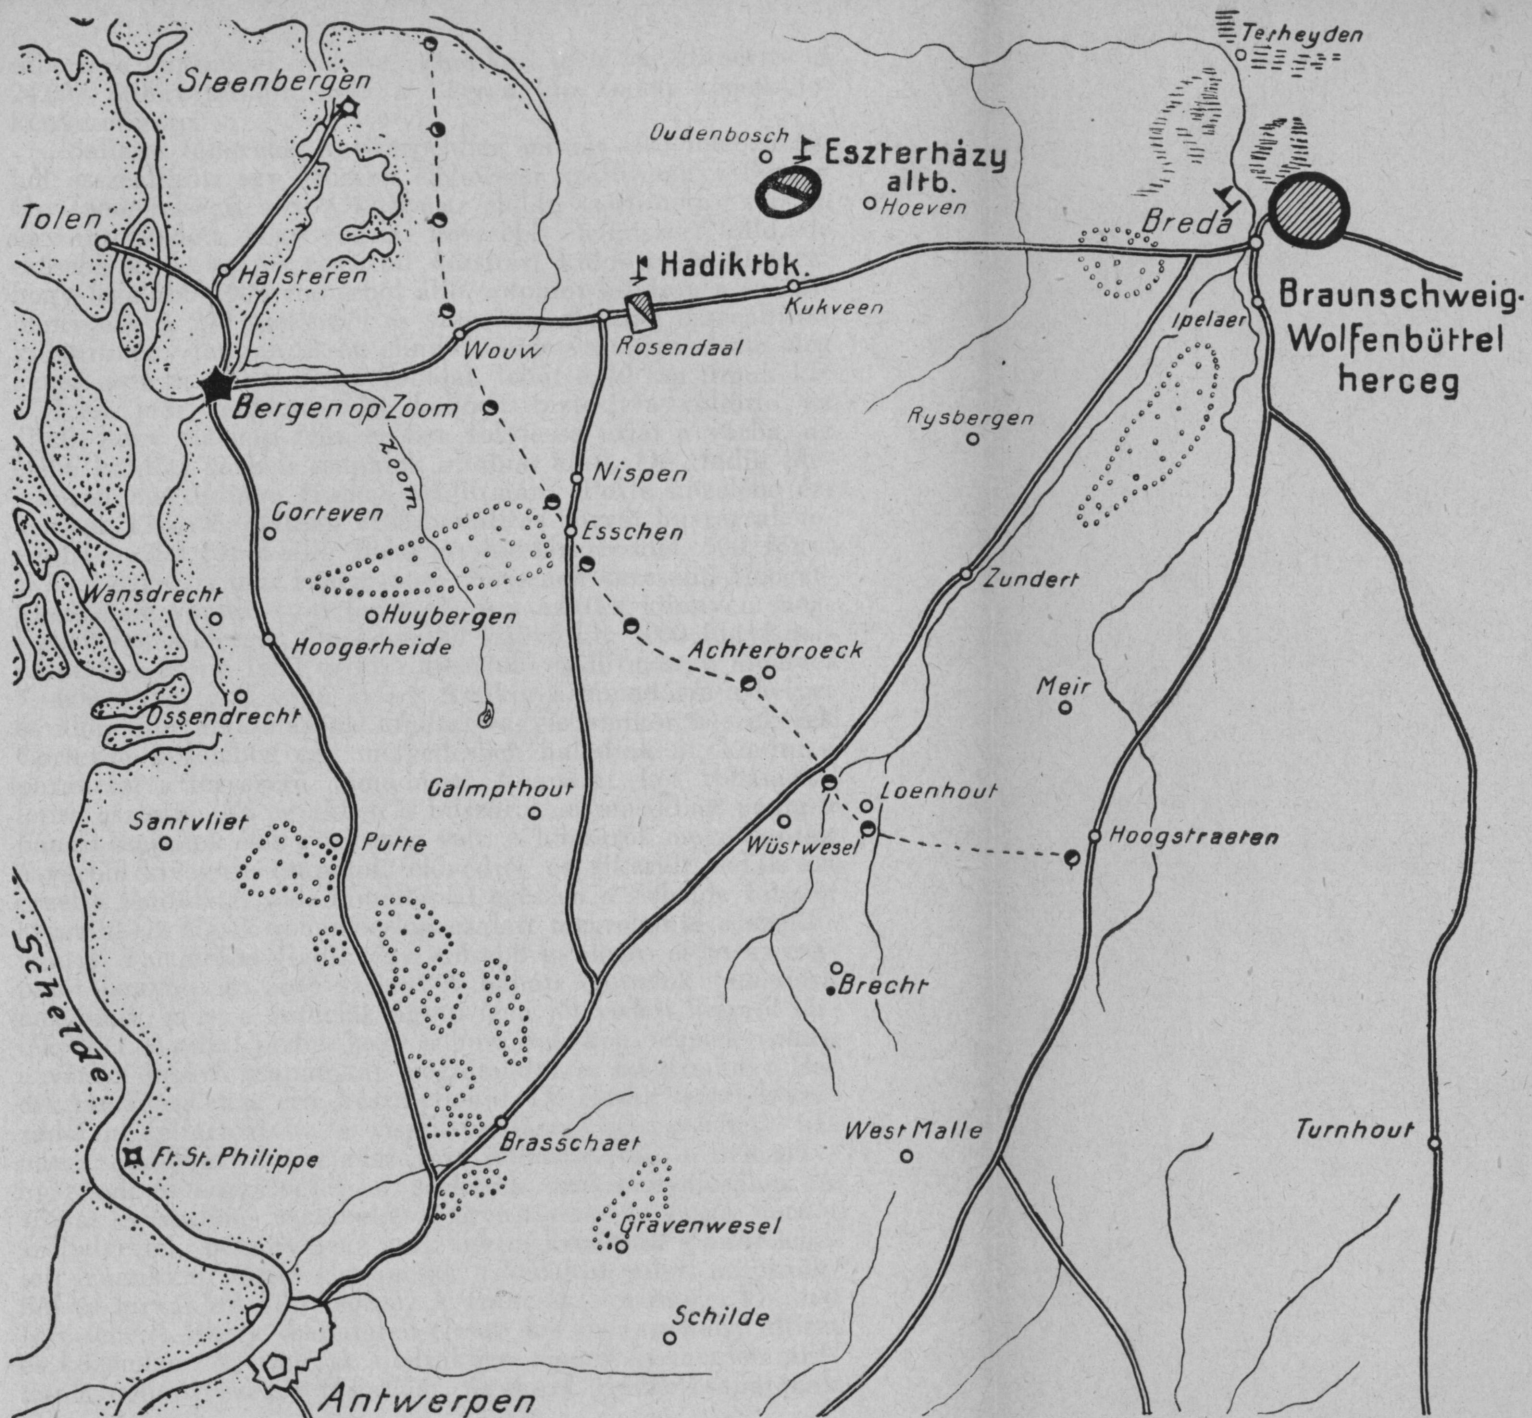 Terheyden
Steenbergen
Oudenbosch
Eszterházy
altb.
Hoeven
Tolen
Breda
Halsteren
Hadik tbk.
Kukveen
Braunschweig-
Wolfenbüttel
herceg
Ipelaer
Wouw
Rosendaal
Bergen op Zoom
Rysbergen
Zoom
Nispen
Gorteven
Esschen
Zundert
Wansdrecht
Huybergen
Hoogerheide
Achterbroeck
Meir
Ossendrecht
Calmpthout
Loenhout
Santvliet
Putte
Wüstwesel
Hoogstraeten
Schelde
Brecht
West Malle
Turnhout
Brasschaet
Ft. St. Philippe
Gravenwesel
Schilde
Antwerpen